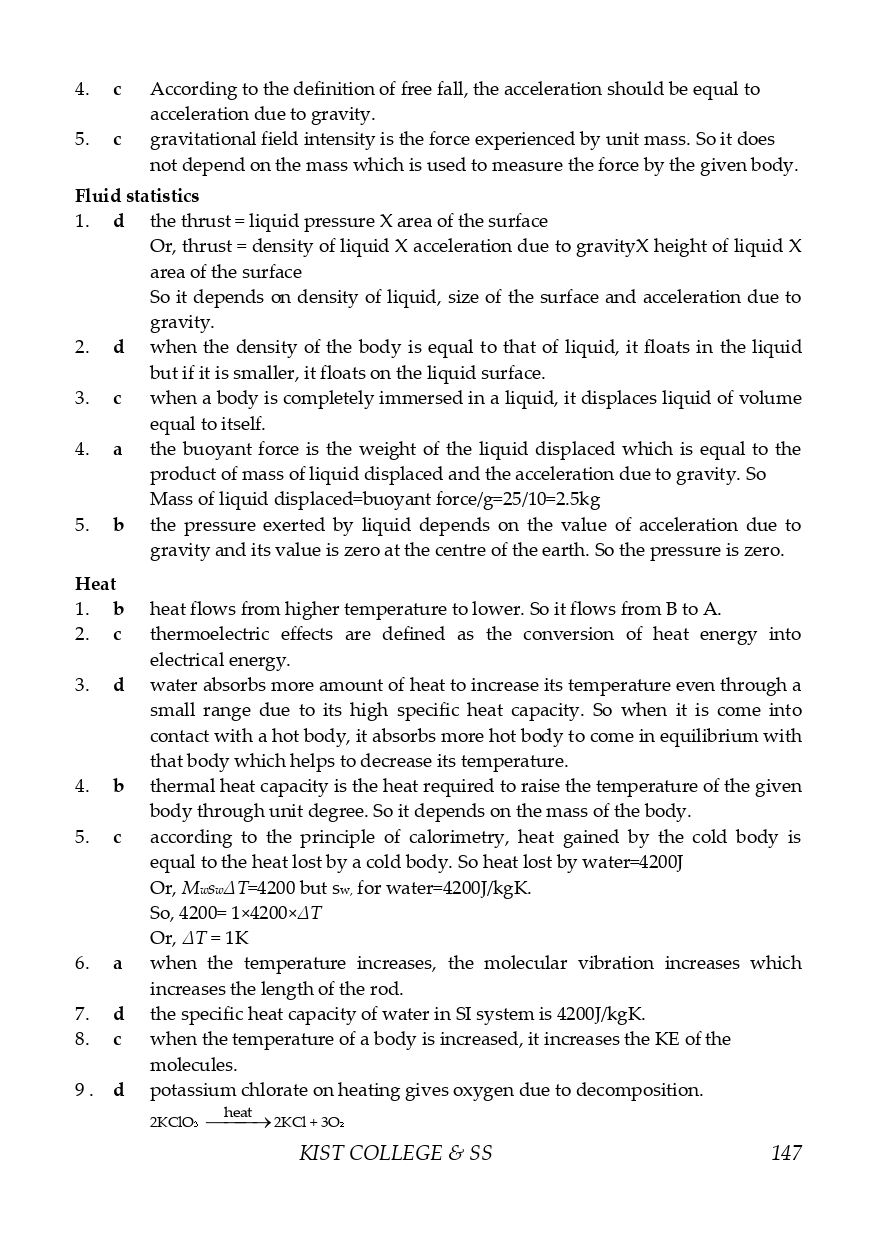 4. c According to the definition of free fall, the acceleration should be equal to
acceleration due to gravity.
5. c gravitational field intensity is the force experienced by unit mass. So it does
not depend on the mass which is used to measure the force by the given body.
Fluid statistics
1. d the thrust = liquid pressure X area of the surface
Or, thrust = density of liquid X acceleration due to gravityX height of liquid X
area of the surface
So it depends on density of liquid, size of the surface and acceleration due to
gravity.
2. d when the density of the body is equal to that of liquid, it floats in the liquid
but if it is smaller, it floats on the liquid surface.
3. c when a body is completely immersed in a liquid, it displaces liquid of volume
equal to itself.
4. a the buoyant force is the weight of the liquid displaced which is equal to the
product of mass of liquid displaced and the acceleration due to gravity. So
Mass of liquid displaced=buoyant force/g=25/10=2.5kg
5. b the pressure exerted by liquid depends on the value of acceleration due to
gravity and its value is zero at the centre of the earth. So the pressure is zero.
Heat
1. b heat flows from higher temperature to lower. So it flows from B to A.
2. c thermoelectric effects are defined as the conversion of heat energy into
electrical energy.
3. d water absorbs more amount of heat to increase its temperature even through a
small range due to its high specific heat capacity. So when it is come into
contact with a hot body, it absorbs more hot body to come in equilibrium with
that body which helps to decrease its temperature.
4. b thermal heat capacity is the heat required to raise the temperature of the given
body through unit degree. So it depends on the mass of the body.
5. c according to the principle of calorimetry, heat gained by the cold body is
equal to the heat lost by a cold body. So heat lost by water=4200J
Or, MwswΔT=4200 but sw, for water=4200J/kgK.
So, 4200= 1×4200×ΔT
Or, ΔT = 1K
6. a when the temperature increases, the molecular vibration increases which
increases the length of the rod.
7. d the specific heat capacity of water in SI system is 4200J/kgK.
8. c when the temperature of a body is increased, it increases the KE of the
molecules.
9 . d potassium chlorate on heating gives oxygen due to decomposition.
2KClO₃ heat → 2KCl + 3O₂
KIST COLLEGE & SS 147